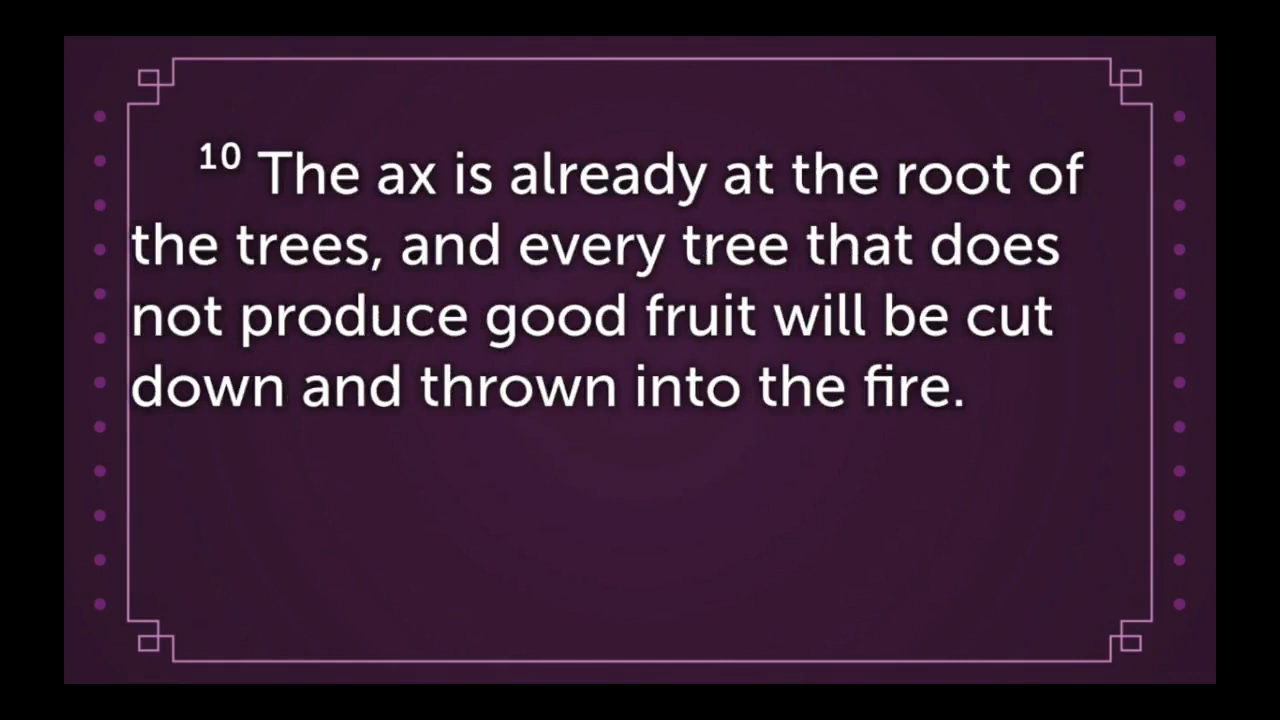 ¹⁰ The ax is already at the root of
the trees, and every tree that does
not produce good fruit will be cut
down and thrown into the fire.